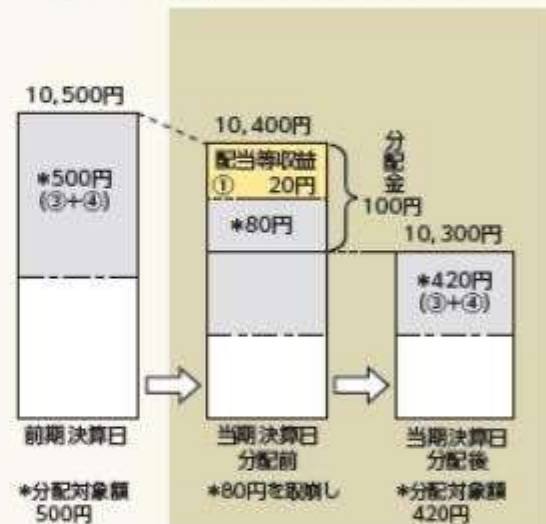 10,500円
*500円
(③+④)
前期決算日
*分配対象額
500円
10,400円
配当等収益
① 20円
*80円
分配金
100円
当期決算日
分配前
*80円を取崩し
10,300円
*420円
(③+④)
当期決算日
分配後
*分配対象額
420円